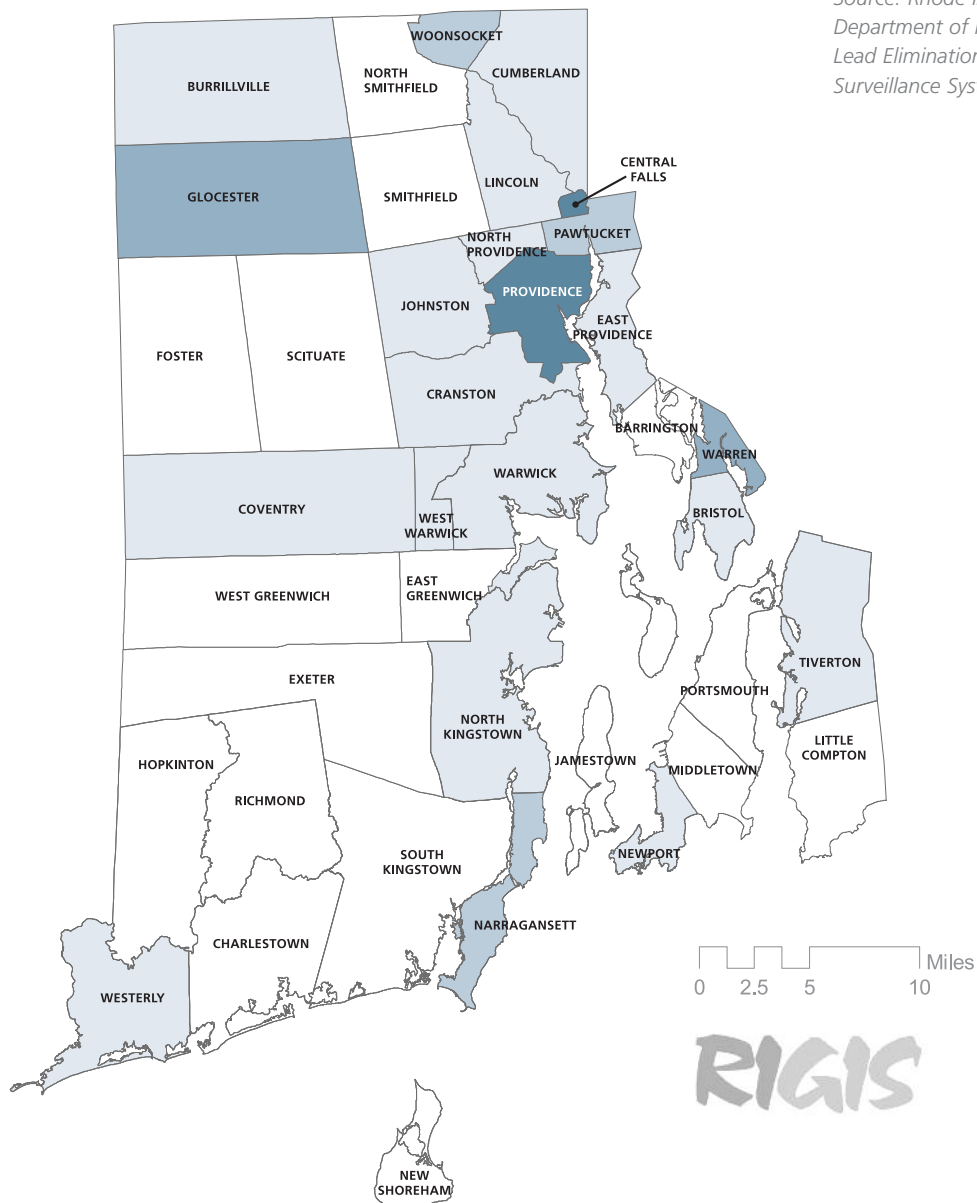 Source: Rhode
Department of
Lead Elimination
Surveillance
WOONSOCKET
BURRILLVILLE
NORTH
SMITHFIELD
CUMBERLAND
CENTRAL
FALLS
GLOCESTER
SMITHFIELD
LINCOLN
NORTH
PROVIDENCE
PAWTUCKET
PROVIDENCE
JOHNSTON
EAST
PROVIDENCE
FOSTER
SCITUATE
CRANSTON
BARRINGTON
WARREN
WARWICK
COVENTRY
WEST
WARWICK
BRISTOL
WEST GREENWICH
EAST
GREENWICH
TIVERTON
EXETER
PORTSMOUTH
NORTH
KINGSTOWN
LITTLE
COMPTON
HOPKINTON
JAMESTOWN
MIDDLETOWN
RICHMOND
SOUTH
KINGSTOWN
NEWPORT
NARRAGANSETT
CHARLESTOWN
WESTERLY
Miles
0 2.5 5 10
RIGIS
NEW
SHOREHAM